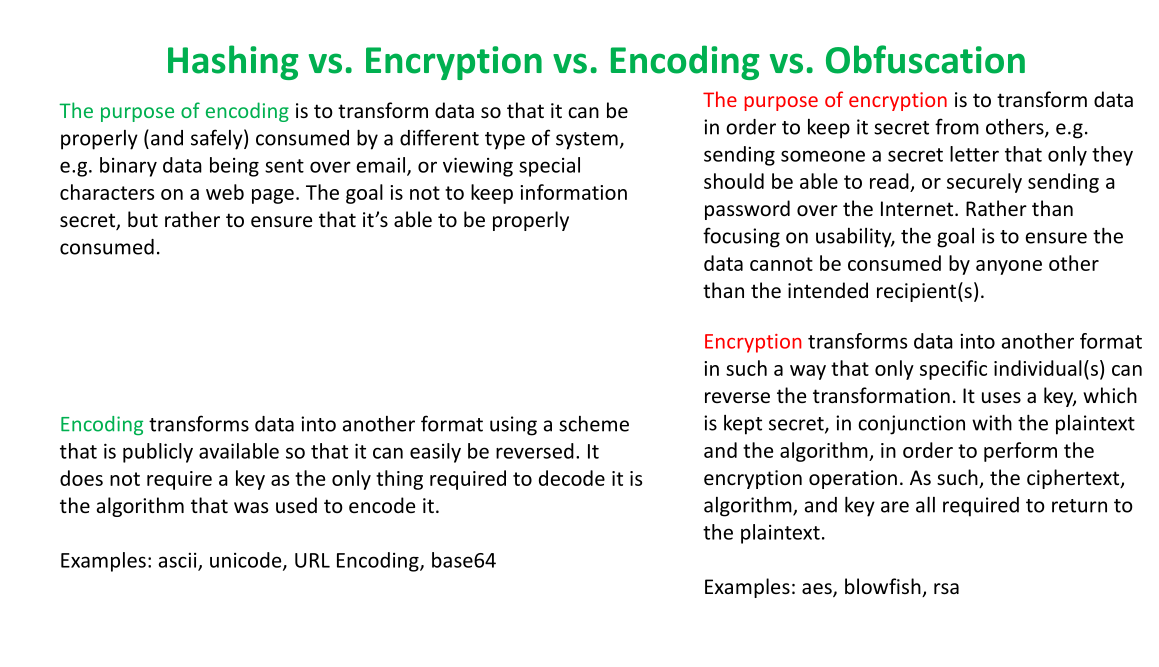 Hashing vs. Encryption vs. Encoding vs. Obfuscation
The purpose of encoding is to transform data so that it can be
properly (and safely) consumed by a different type of system,
e.g. binary data being sent over email, or viewing special
characters on a web page. The goal is not to keep information
secret, but rather to ensure that it’s able to be properly
consumed.
Encoding transforms data into another format using a scheme
that is publicly available so that it can easily be reversed. It
does not require a key as the only thing required to decode it is
the algorithm that was used to encode it.
Examples: ascii, unicode, URL Encoding, base64
The purpose of encryption is to transform data
in order to keep it secret from others, e.g.
sending someone a secret letter that only they
should be able to read, or securely sending a
password over the Internet. Rather than
focusing on usability, the goal is to ensure the
data cannot be consumed by anyone other
than the intended recipient(s).
Encryption transforms data into another format
in such a way that only specific individual(s) can
reverse the transformation. It uses a key, which
is kept secret, in conjunction with the plaintext
and the algorithm, in order to perform the
encryption operation. As such, the ciphertext,
algorithm, and key are all required to return to
the plaintext.
Examples: aes, blowfish, rsa